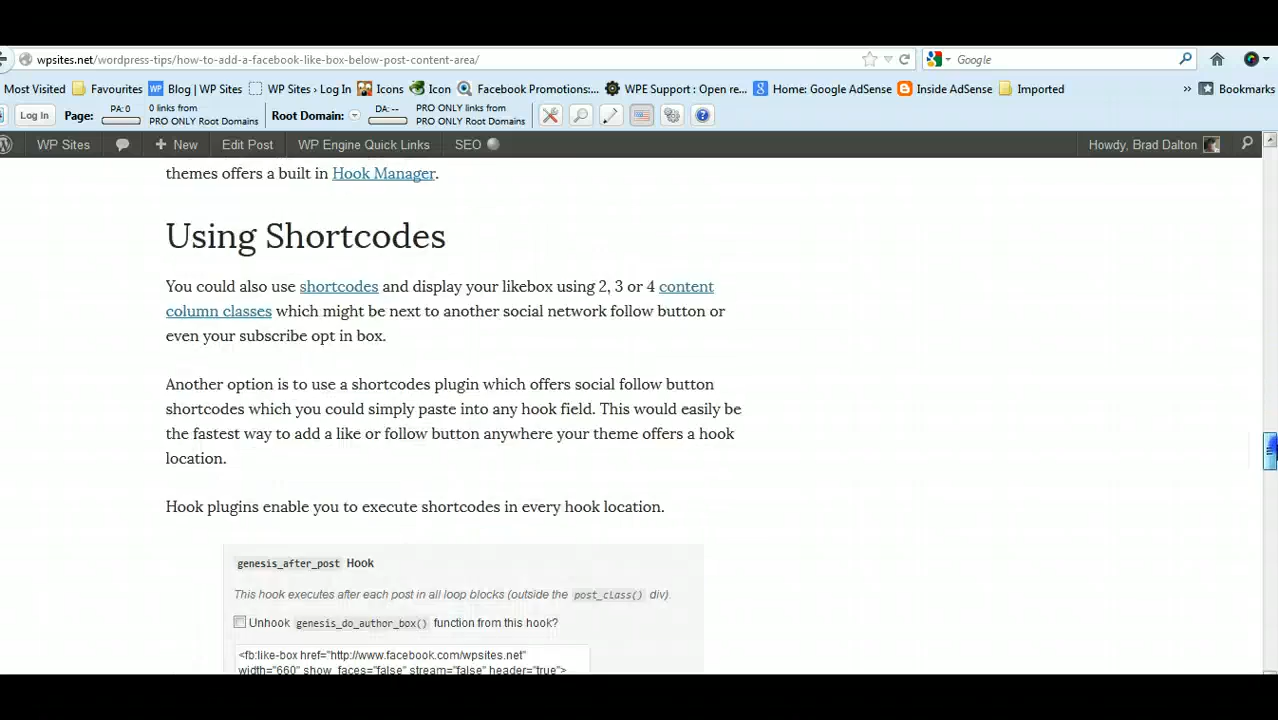 wpsites.net/wordpress-tips/how-to-add-a-facebook-like-box-below-post-content-area/
Google
Most Visited Favourites Blog | WP Sites WP Sites › Log In Icons Icon Facebook Promotions:... WPE Support : Open re... Home: Google AdSense Inside AdSense Imported » Bookmarks
Log In Page: PA: 0 0 links from PRO ONLY Root Domains Root Domain: DA: -- PRO ONLY links from PRO ONLY Root Domains
WP Sites + New Edit Post WP Engine Quick Links SEO Howdy, Brad Dalton
themes offers a built in Hook Manager.
Using Shortcodes
You could also use shortcodes and display your likebox using 2, 3 or 4 content
column classes which might be next to another social network follow button or
even your subscribe opt in box.
Another option is to use a shortcodes plugin which offers social follow button
shortcodes which you could simply paste into any hook field. This would easily be
the fastest way to add a like or follow button anywhere your theme offers a hook
location.
Hook plugins enable you to execute shortcodes in every hook location.
genesis_after_post Hook
This hook executes after each post in all loop blocks (outside the post_class() div).
Unhook genesis_do_author_box() function from this hook?
<fb:like-box href="http://www.facebook.com/wpsites.net"
width="660" show_faces="false" stream="false" header="true">